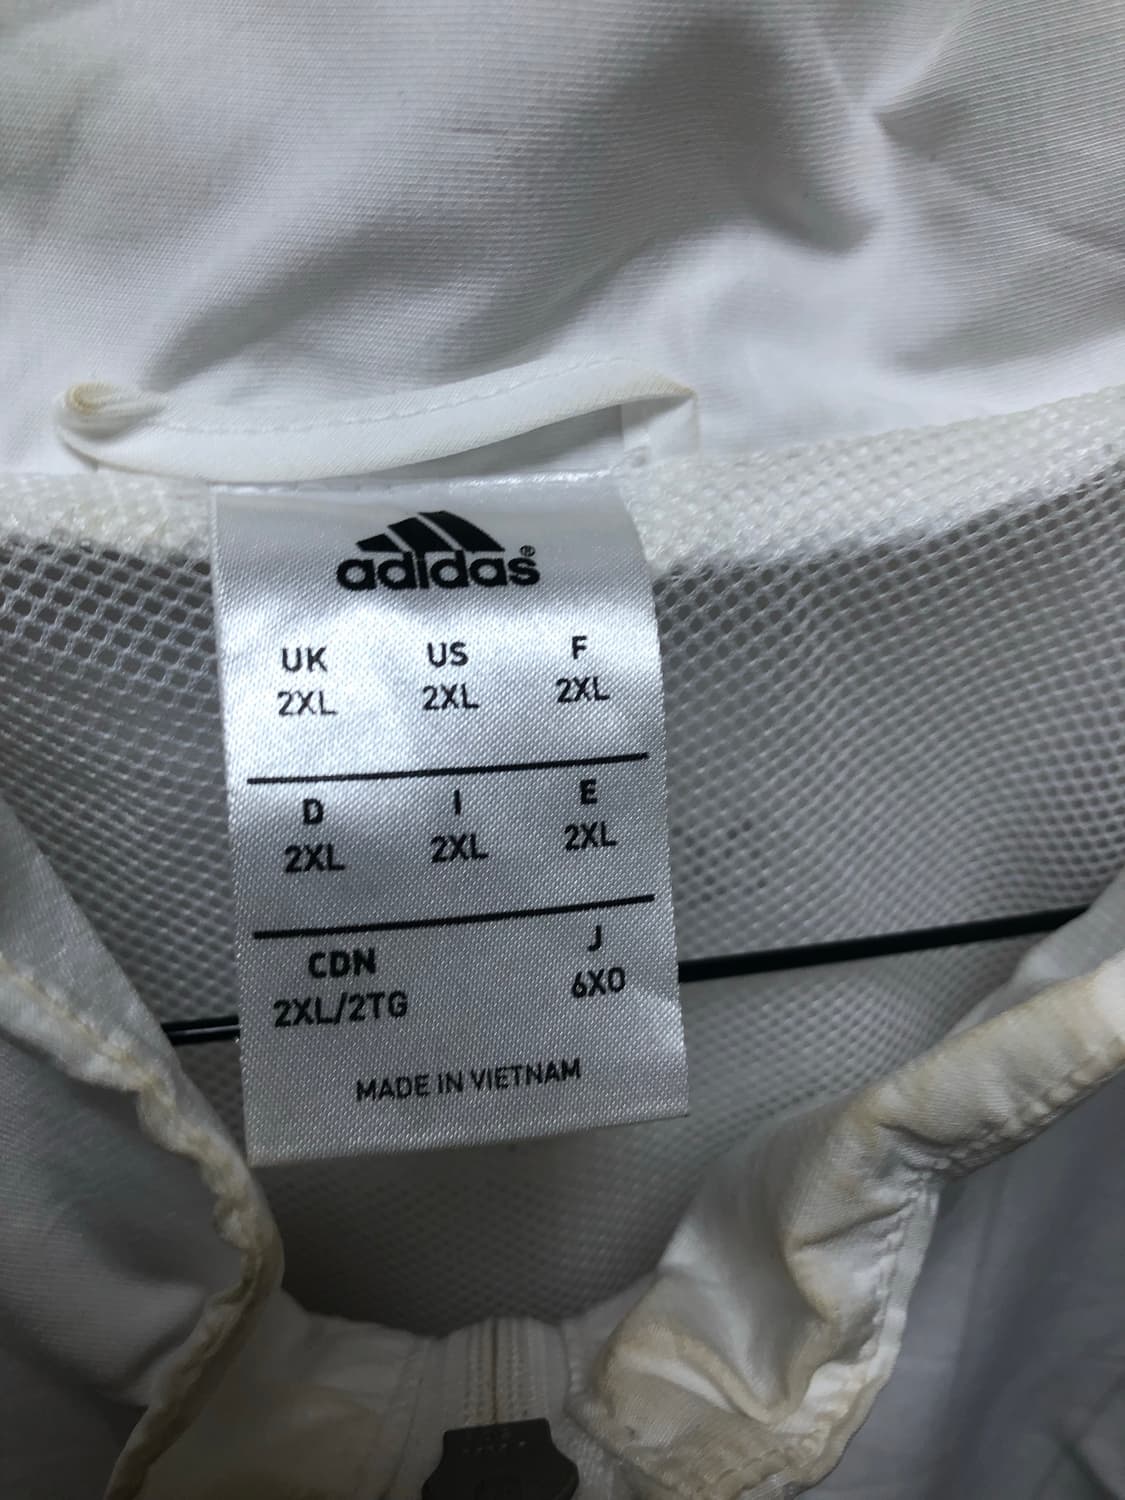 adidas®
UK US F
2XL 2XL 2XL
D I E
2XL 2XL 2XL
CDN J
2XL/2TG 6XO
MADE IN VIETNAM